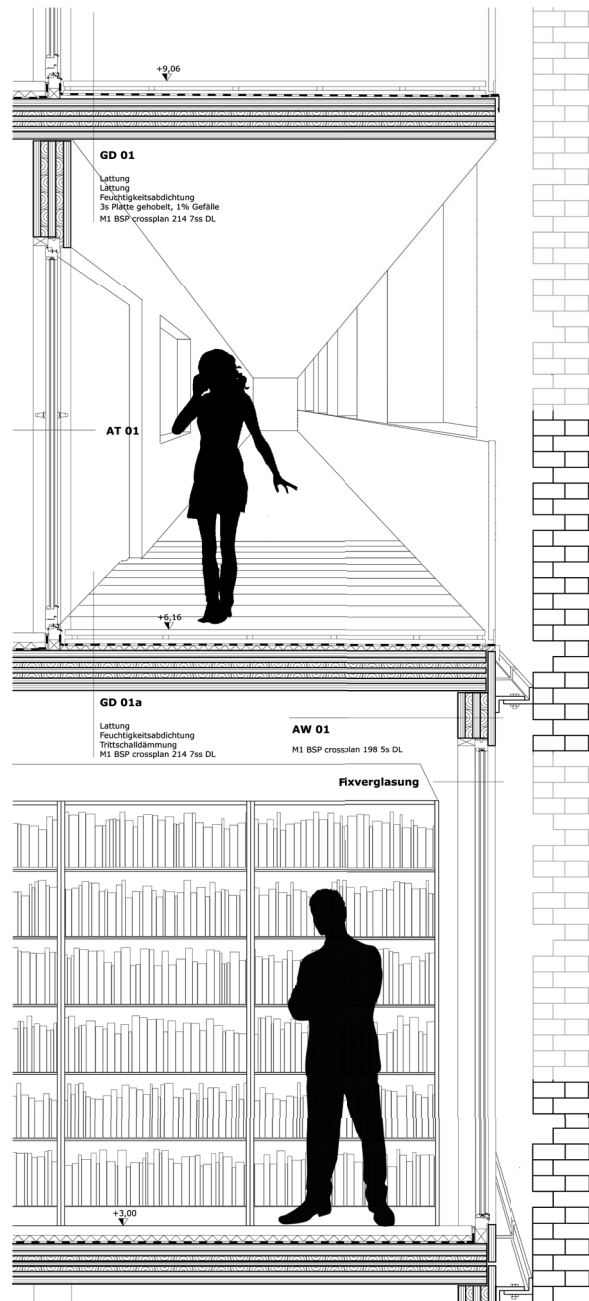 +9,06
GD 01
Lattung
Lattung
Feuchtigkeitsabdichtung
3s Platte gehobelt, 1% Gefälle
M1 BSP crossplan 214 7ss DL
AT 01
+6,16
GD 01a
Lattung
Feuchtigkeitsabdichtung
Trittschalldämmung
M1 BSP crossplan 214 7ss DL
AW 01
M1 BSP crossplan 198 5s DL
Fixverglasung
+3,00